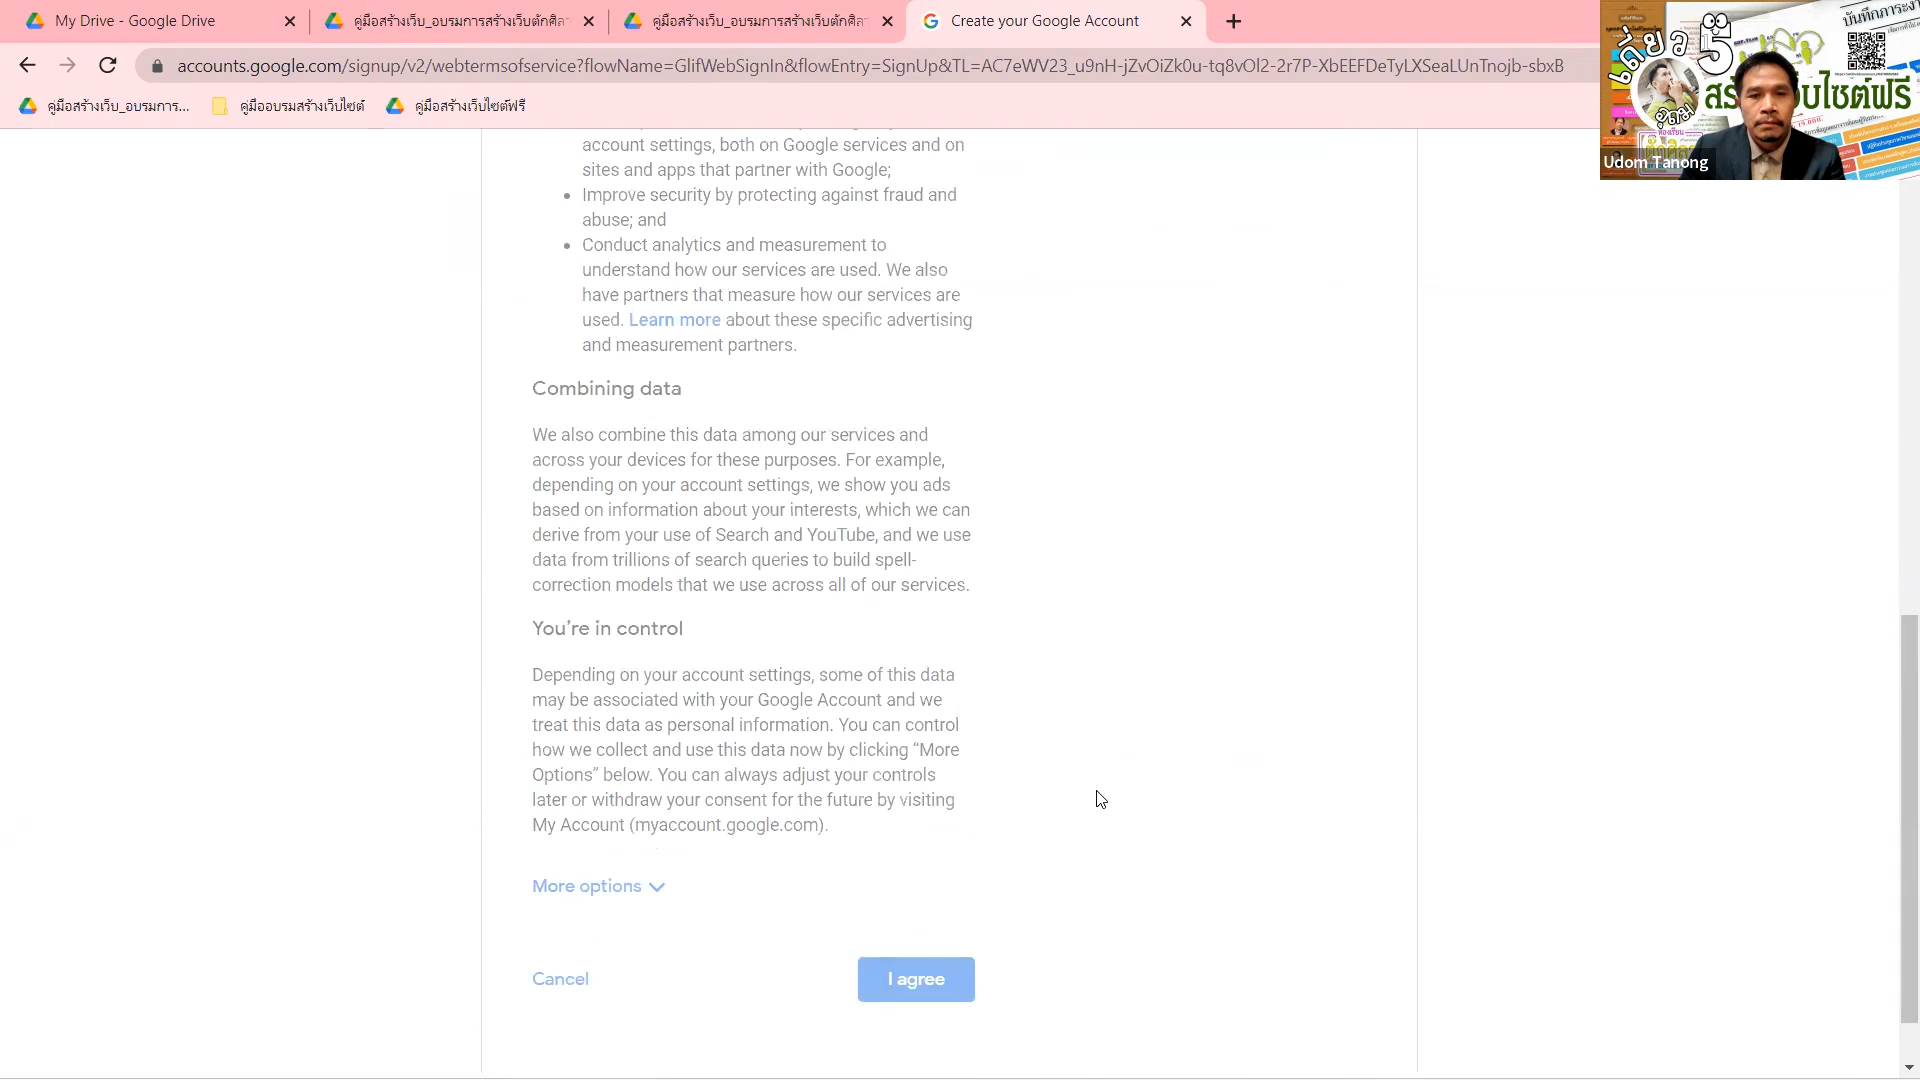 My Drive - Google Drive
คู่มือสร้างเว็บ_อบรมการสร้างเว็บตักศิลา
คู่มือสร้างเว็บ_อบรมการสร้างเว็บตักศิลา
Create your Google Account
accounts.google.com/signup/v2/webtermsofservice?flowName=GlifWebSignIn&flowEntry=SignUp&TL=AC7eWV23_u9nH-jZvOiZk0u-tq8vOl2-2r7P-XbEEFDeTyLXSeaLUnTnojb-sbxB
คู่มือสร้างเว็บ_อบรมการ...
คู่มืออบรมสร้างเว็บไซต์
คู่มือสร้างเว็บไซต์ฟรี
บันทึกภาระงา
เดี่ยว 5
Udom Tanong
account settings, both on Google services and on
sites and apps that partner with Google;
• Improve security by protecting against fraud and
abuse; and
• Conduct analytics and measurement to
understand how our services are used. We also
have partners that measure how our services are
used. Learn more about these specific advertising
and measurement partners.
Combining data
We also combine this data among our services and
across your devices for these purposes. For example,
depending on your account settings, we show you ads
based on information about your interests, which we can
derive from your use of Search and YouTube, and we use
data from trillions of search queries to build spell-
correction models that we use across all of our services.
You’re in control
Depending on your account settings, some of this data
may be associated with your Google Account and we
treat this data as personal information. You can control
how we collect and use this data now by clicking “More
Options” below. You can always adjust your controls
later or withdraw your consent for the future by visiting
My Account (myaccount.google.com).
More options
Cancel
I agree